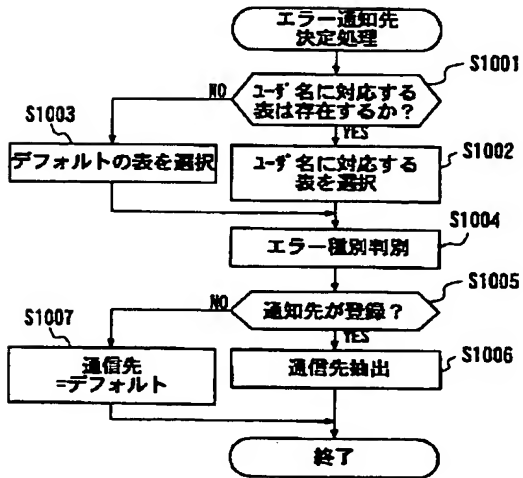 エラー通知先
決定処理
S1001
ユーザ名に対応する
表は存在するか？
NO
YES
S1003
デフォルトの表を選択
S1002
ユーザ名に対応する
表を選択
S1004
エラー種別判別
S1005
通知先が登録？
NO
YES
S1007
通信先
=デフォルト
S1006
通信先抽出
終了